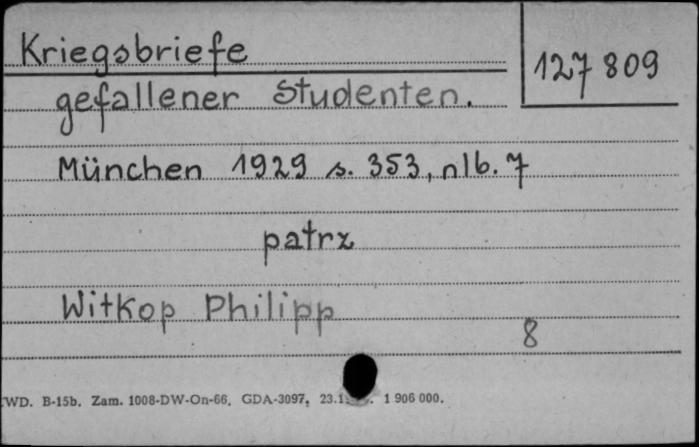 Kriegsbriefe
127 809
gefallener Studenten.
München 1929 s. 353, nlb. 7
patrz
Witkop Philipp
8
WD. B-15b. Zam. 1008-DW-On-66. GDA-3097. 1 906 000.